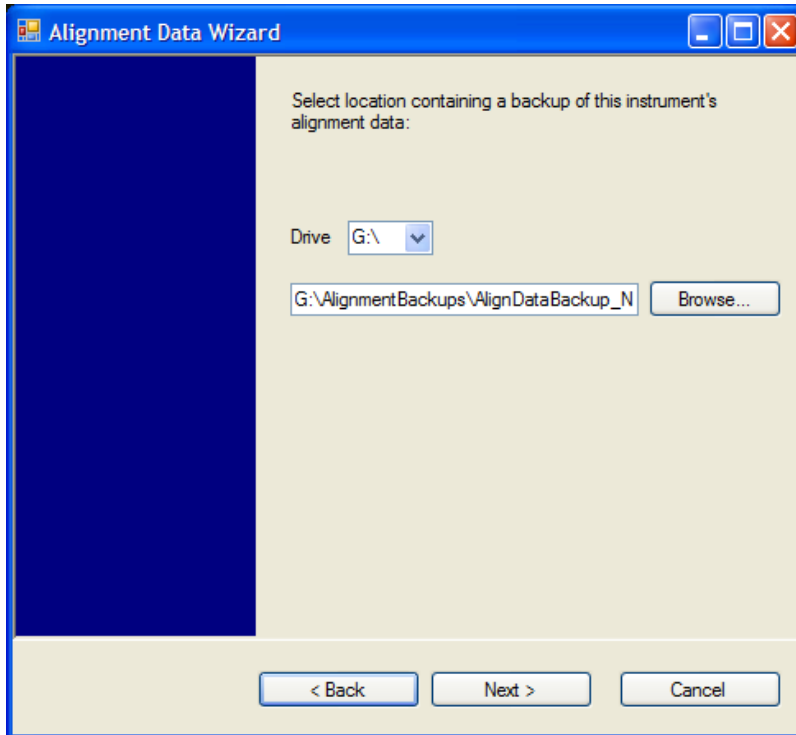 Alignment Data Wizard
Select location containing a backup of this instrument's
alignment data:
Drive G:\
G:\AlignmentBackups\AlignDataBackup_N Browse...
< Back Next > Cancel